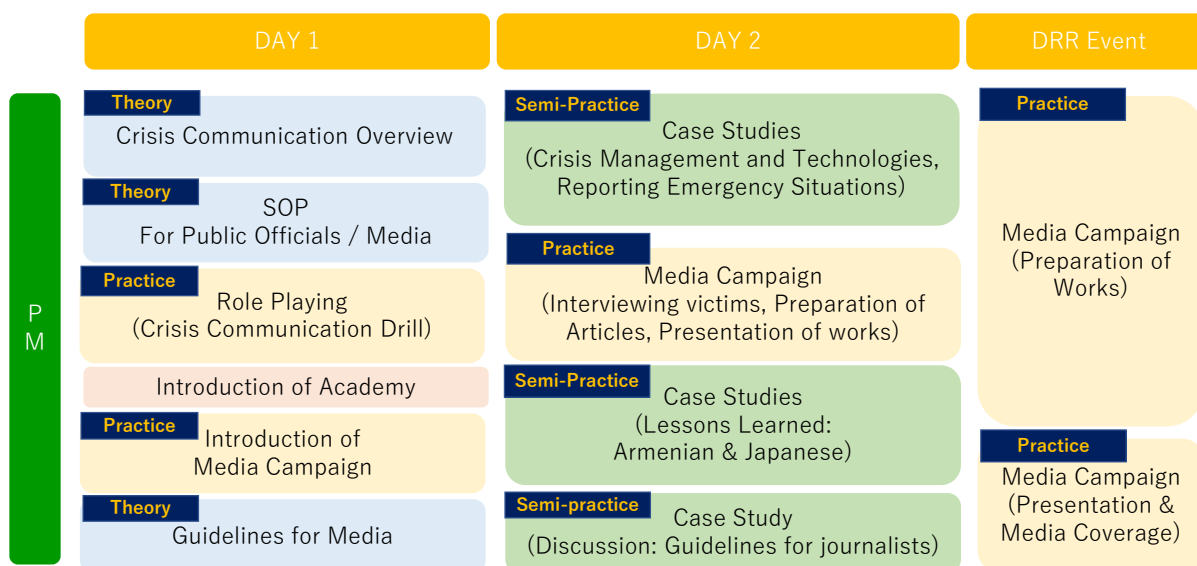 DAY 1
DAY 2
DRR Event
P
M
Theory
Crisis Communication Overview
Theory
SOP
For Public Officials / Media
Practice
Role Playing
(Crisis Communication Drill)
Introduction of Academy
Practice
Introduction of
Media Campaign
Theory
Guidelines for Media
Semi-Practice
Case Studies
(Crisis Management and Technologies,
Reporting Emergency Situations)
Practice
Media Campaign
(Interviewing victims, Preparation of
Articles, Presentation of works)
Semi-Practice
Case Studies
(Lessons Learned:
Armenian & Japanese)
Semi-practice
Case Study
(Discussion: Guidelines for journalists)
Practice
Media Campaign
(Preparation of
Works)
Practice
Media Campaign
(Presentation &
Media Coverage)